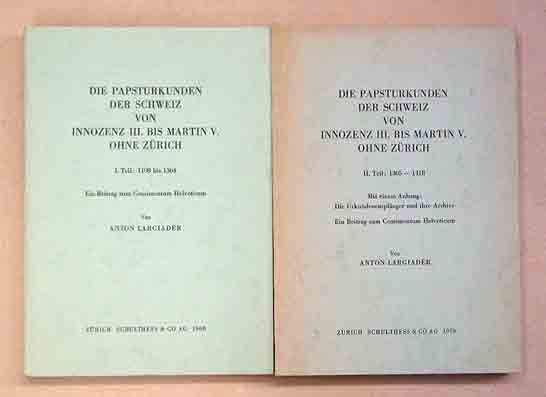 DIE PAPSTURKUNDEN
DER SCHWEIZ
VON
INNOZENZ III. BIS MARTIN V.
OHNE ZÜRICH
I. Teil: 1198 bis 1304
Ein Beitrag zum Censimentum Helveticum
Von
ANTON LARGIADÈR
ZÜRICH SCHULTHESS & CO AG 1968
DIE PAPSTURKUNDEN
DER SCHWEIZ
VON
INNOZENZ III. BIS MARTIN V.
OHNE ZÜRICH
II. Teil: 1305 – 1418
Mit einem Anhang:
Die Urkundenempfänger und ihre Archive
Ein Beitrag zum Censimentum Helveticum
Von
ANTON LARGIADÈR
ZÜRICH SCHULTHESS & CO AG 1970